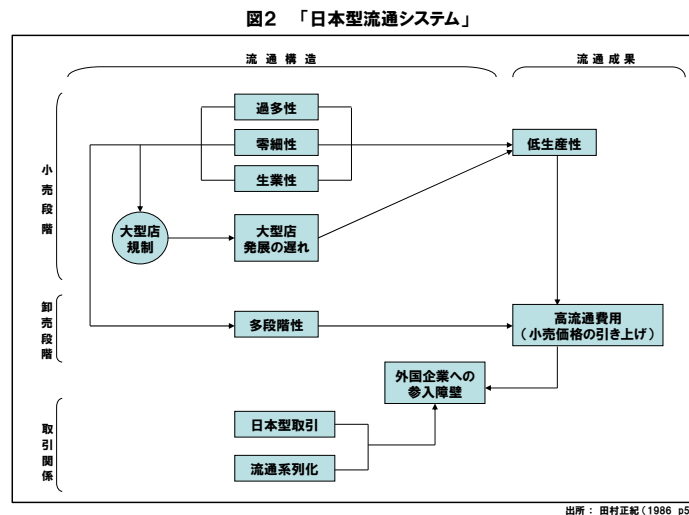 図２ 「日本型流通システム」
流通構造
流通成果
過多性
零細性
生業性
低生産性
小売段階
大型店
規制
大型店
発展の遅れ
卸売段階
多段階性
高流通費用
（小売価格の引き上げ）
外国企業への
参入障壁
取引関係
日本型取引
流通系列化
出所： 田村正紀（1986 p5